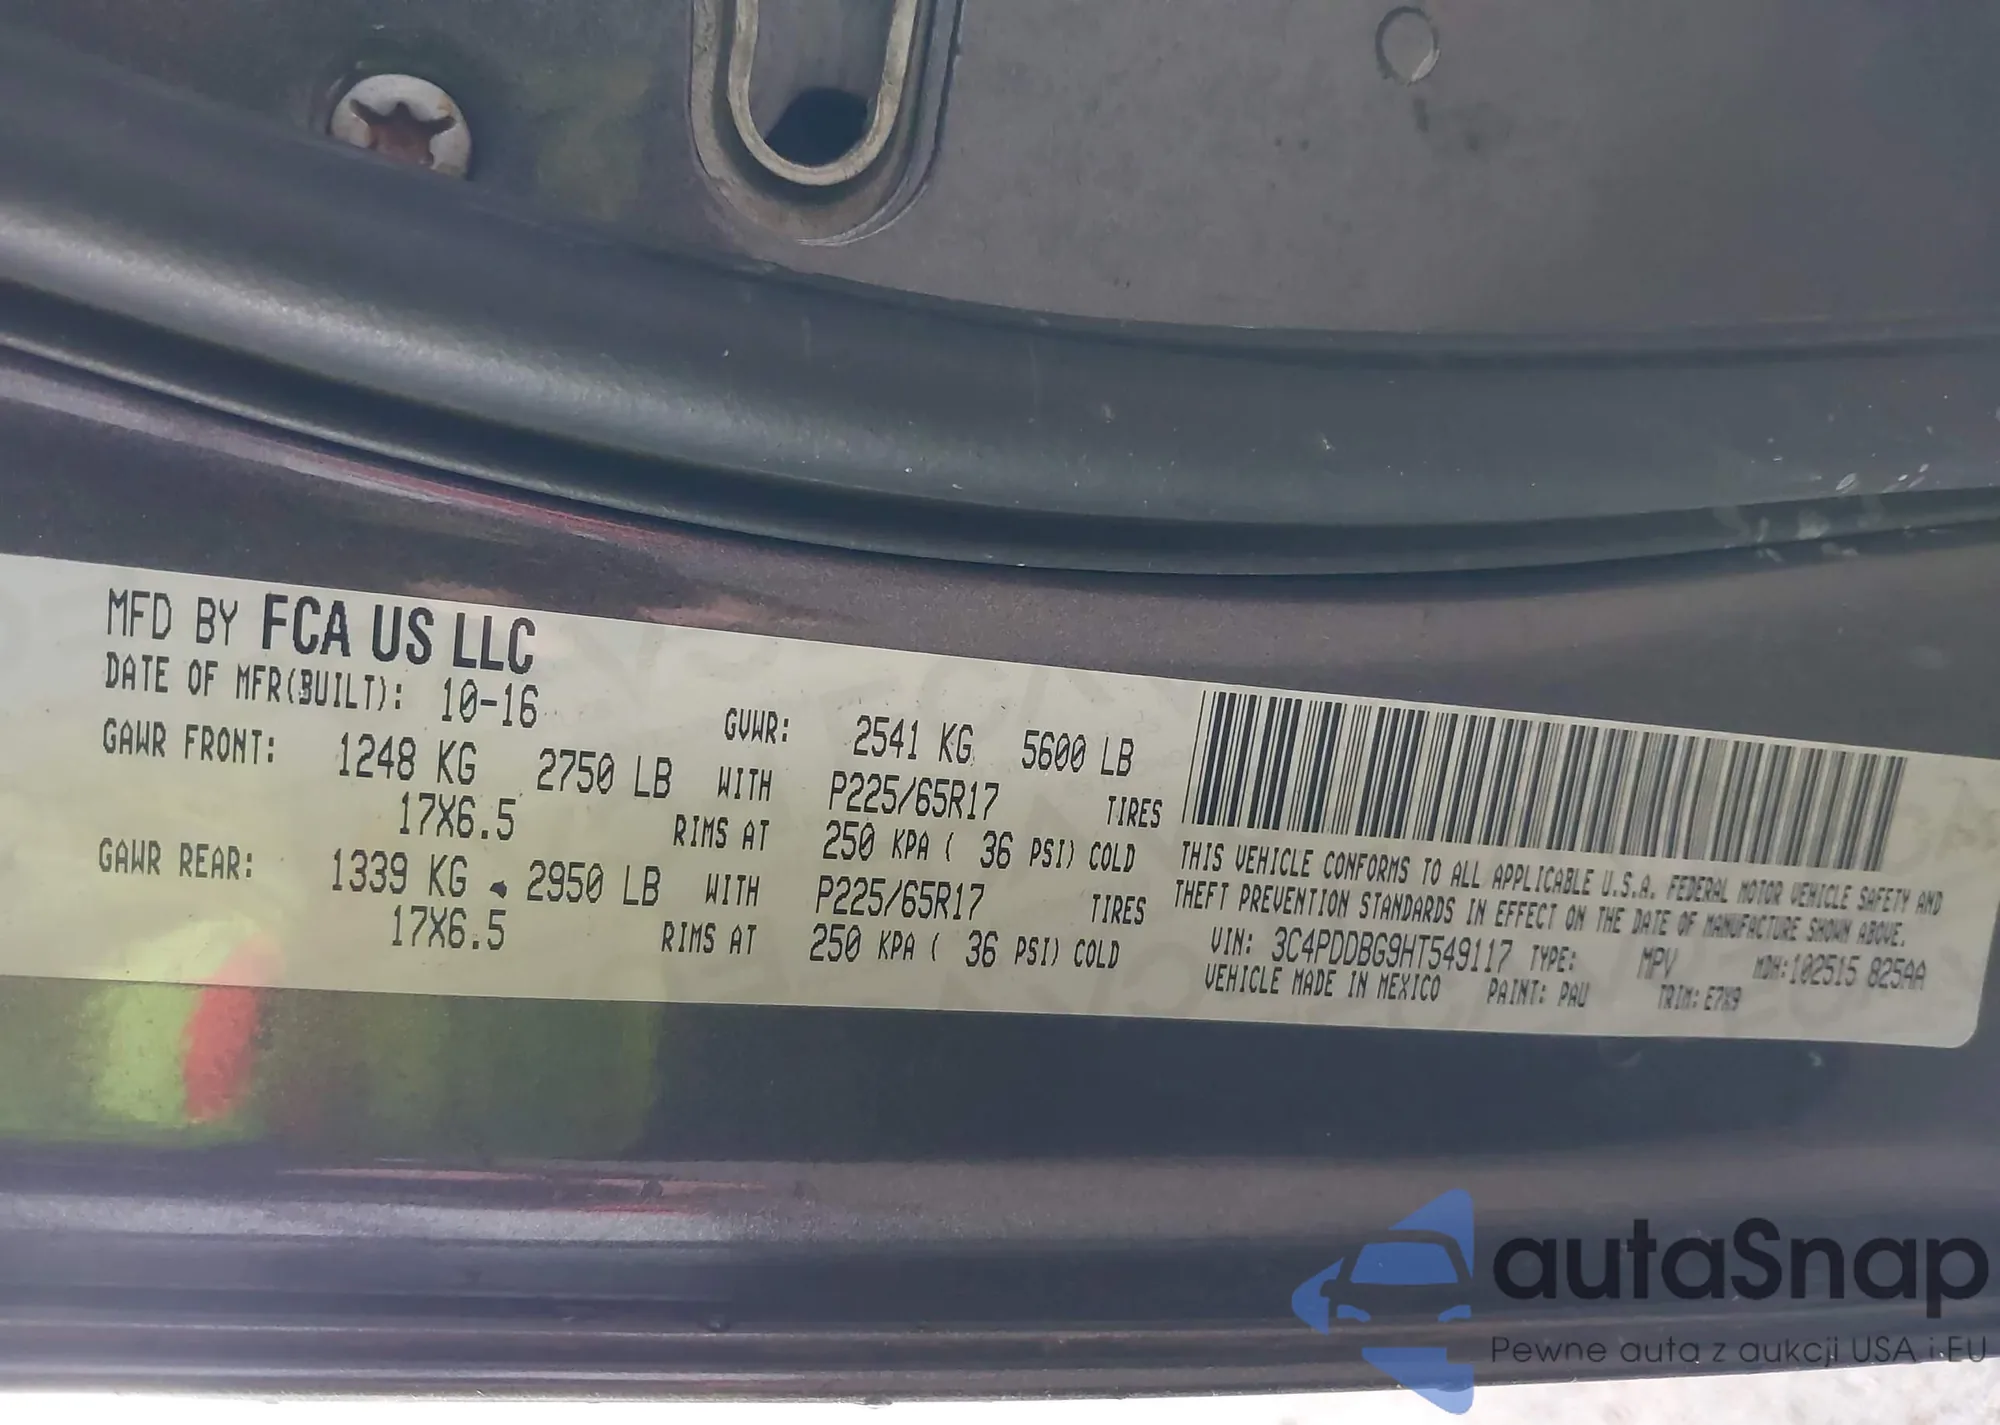 MFD BY FCA US LLC
DATE OF MFR(BUILT): 10-16
GVWR: 2541 KG 5600 LB
GAWR FRONT: 1248 KG 2750 LB WITH P225/65R17 TIRES
17X6.5 RIMS AT 250 KPA ( 36 PSI) COLD
GAWR REAR: 1339 KG 2950 LB WITH P225/65R17 TIRES
17X6.5 RIMS AT 250 KPA ( 36 PSI) COLD
THIS VEHICLE CONFORMS TO ALL APPLICABLE U.S.A. FEDERAL MOTOR VEHICLE SAFETY AND
THEFT PREVENTION STANDARDS IN EFFECT ON THE DATE OF MANUFACTURE SHOWN ABOVE.
VIN: 3C4PDDBG9HT549117 TYPE: MPV MDH:102515 825AA
VEHICLE MADE IN MEXICO PAINT: PAU TRIM: E7X9
autaSnap
Pewne auta z aukcji USA i EU